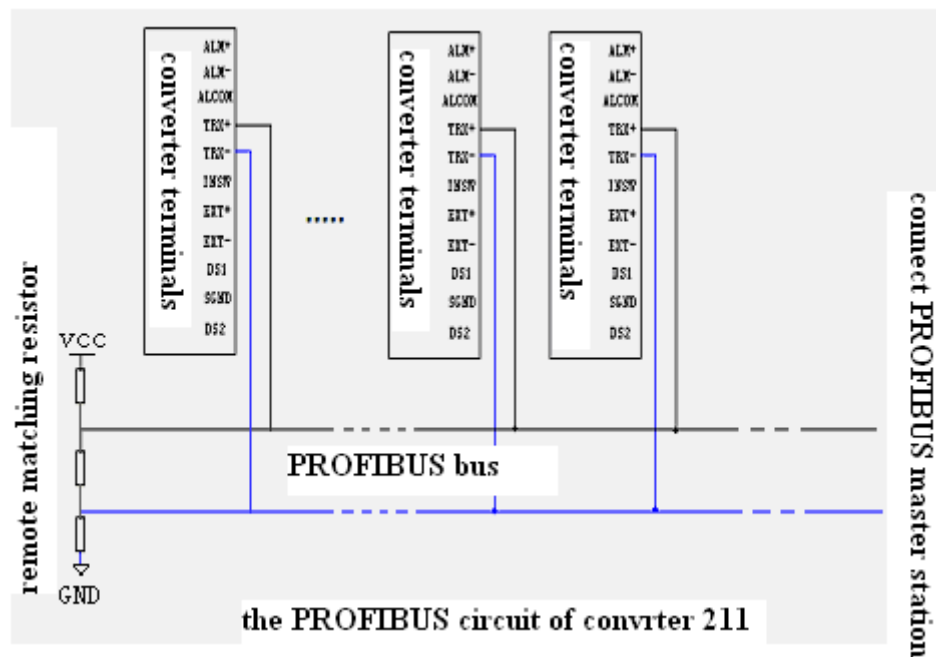 converter terminals
ALM+
ALM-
ALCOM
TRX+
TRX-
INSW
EXT+
EXT-
DS1
SGND
DS2
.....
converter terminals
ALM+
ALM-
ALCOM
TRX+
TRX-
INSW
EXT+
EXT-
DS1
SGND
DS2
converter terminals
ALM+
ALM-
ALCOM
TRX+
TRX-
INSW
EXT+
EXT-
DS1
SGND
DS2
remote matching resistor
VCC
GND
PROFIBUS bus
connect PROFIBUS master station
the PROFIBUS circuit of convrter 211